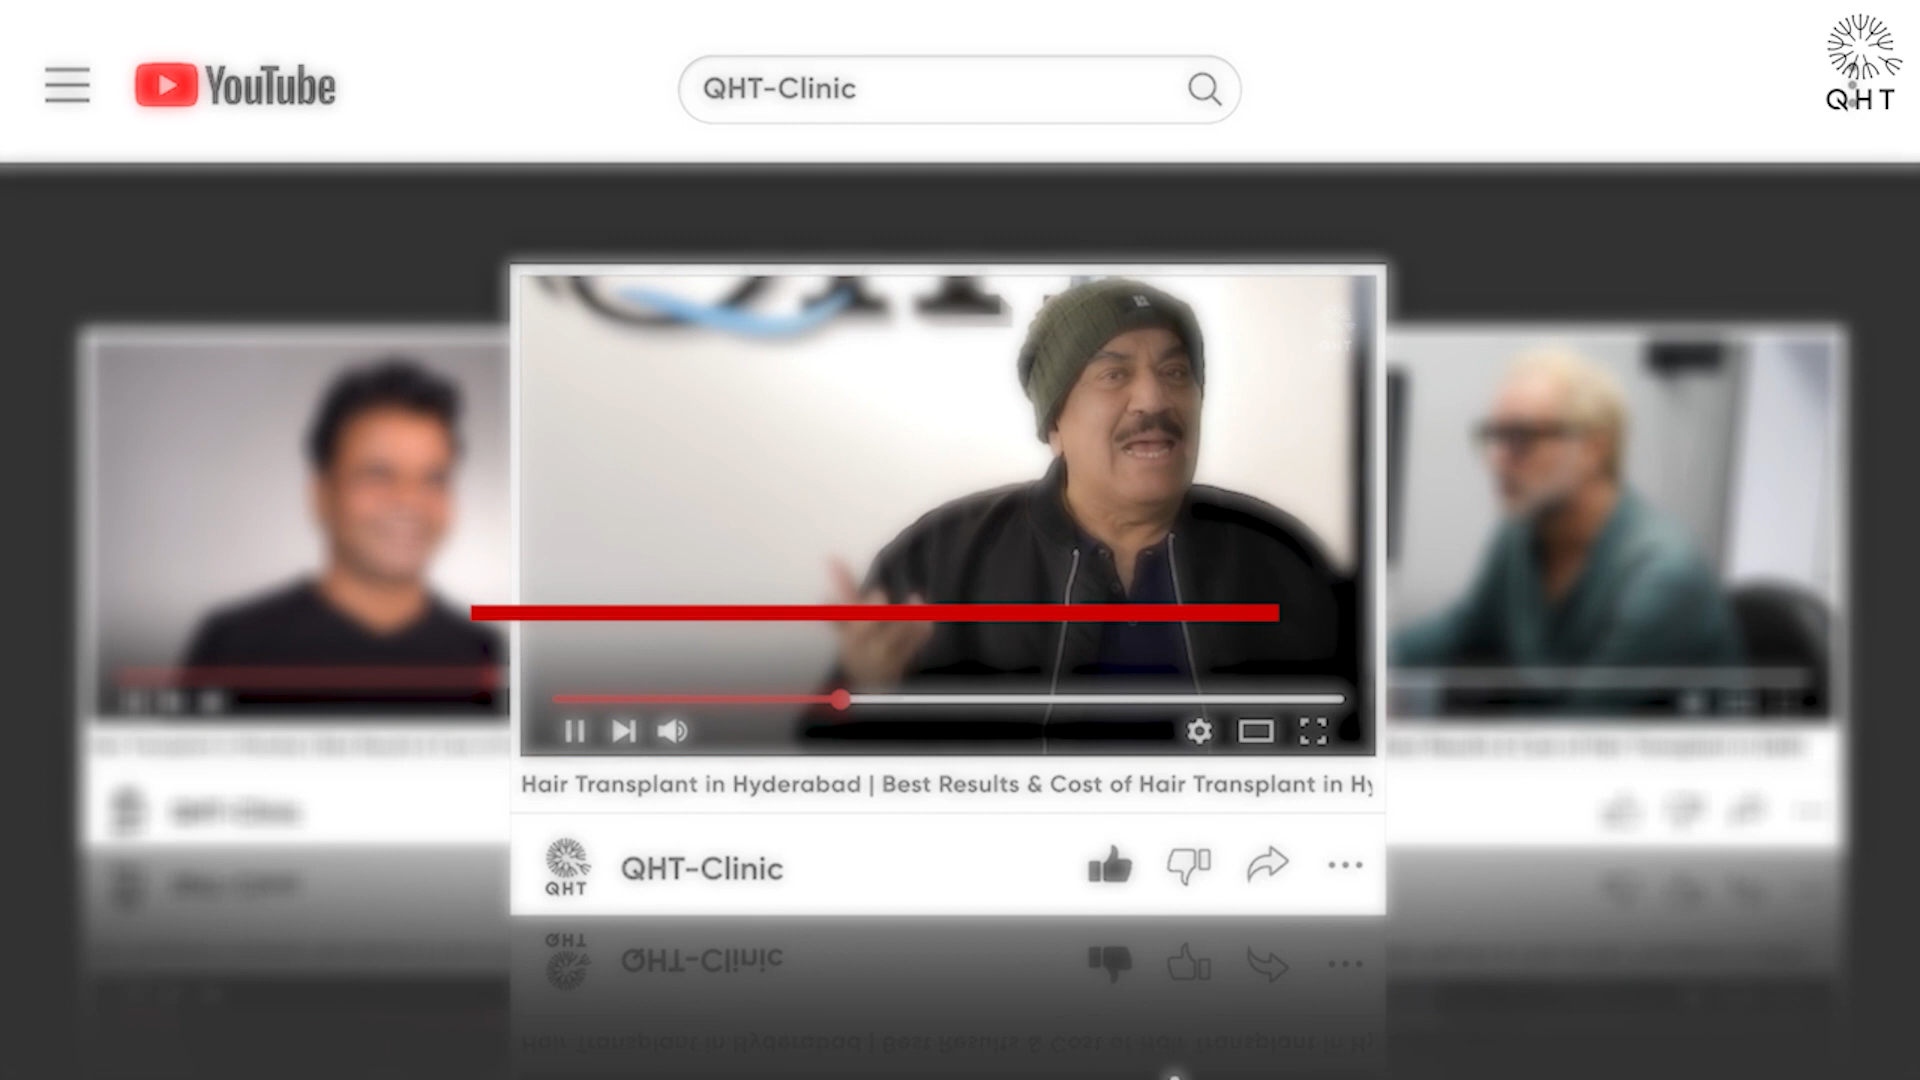 YouTube
QHT-Clinic
QHT
QHT
Hair Transplant in Hyderabad | Best Results & Cost of Hair Transplant in Hy
QHT
QHT-Clinic